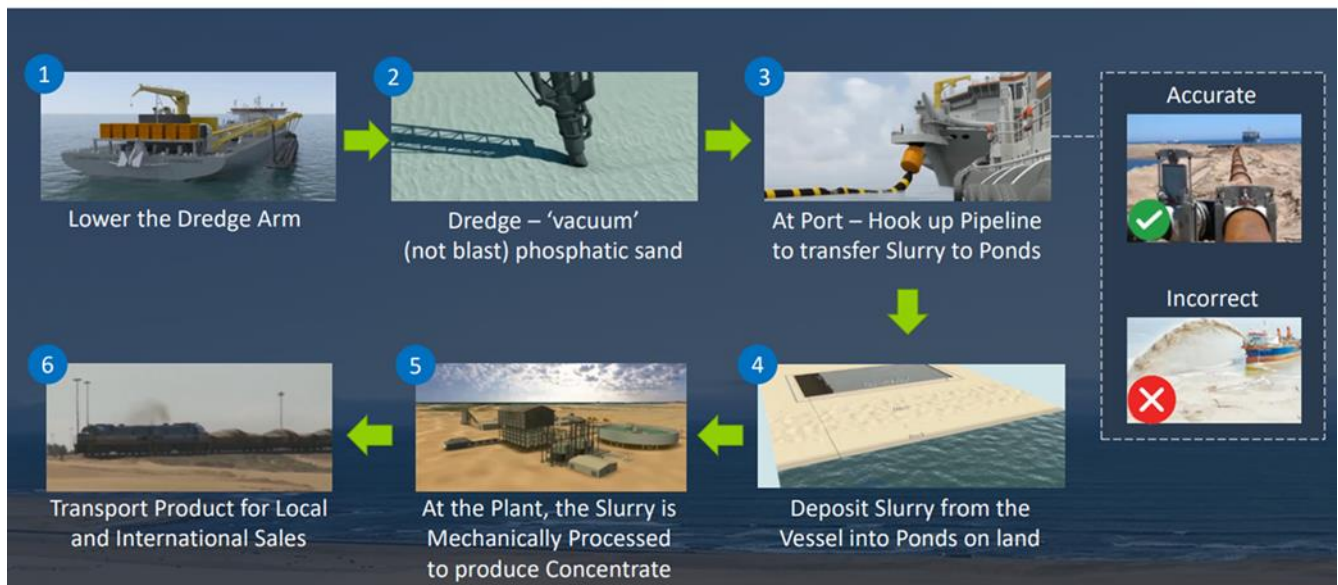 1
Lower the Dredge Arm
2
Dredge – ‘vacuum’
(not blast) phosphatic sand
3
At Port – Hook up Pipeline
to transfer Slurry to Ponds
Accurate
Incorrect
4
Deposit Slurry from the
Vessel into Ponds on land
5
At the Plant, the Slurry is
Mechanically Processed
to produce Concentrate
6
Transport Product for Local
and International Sales